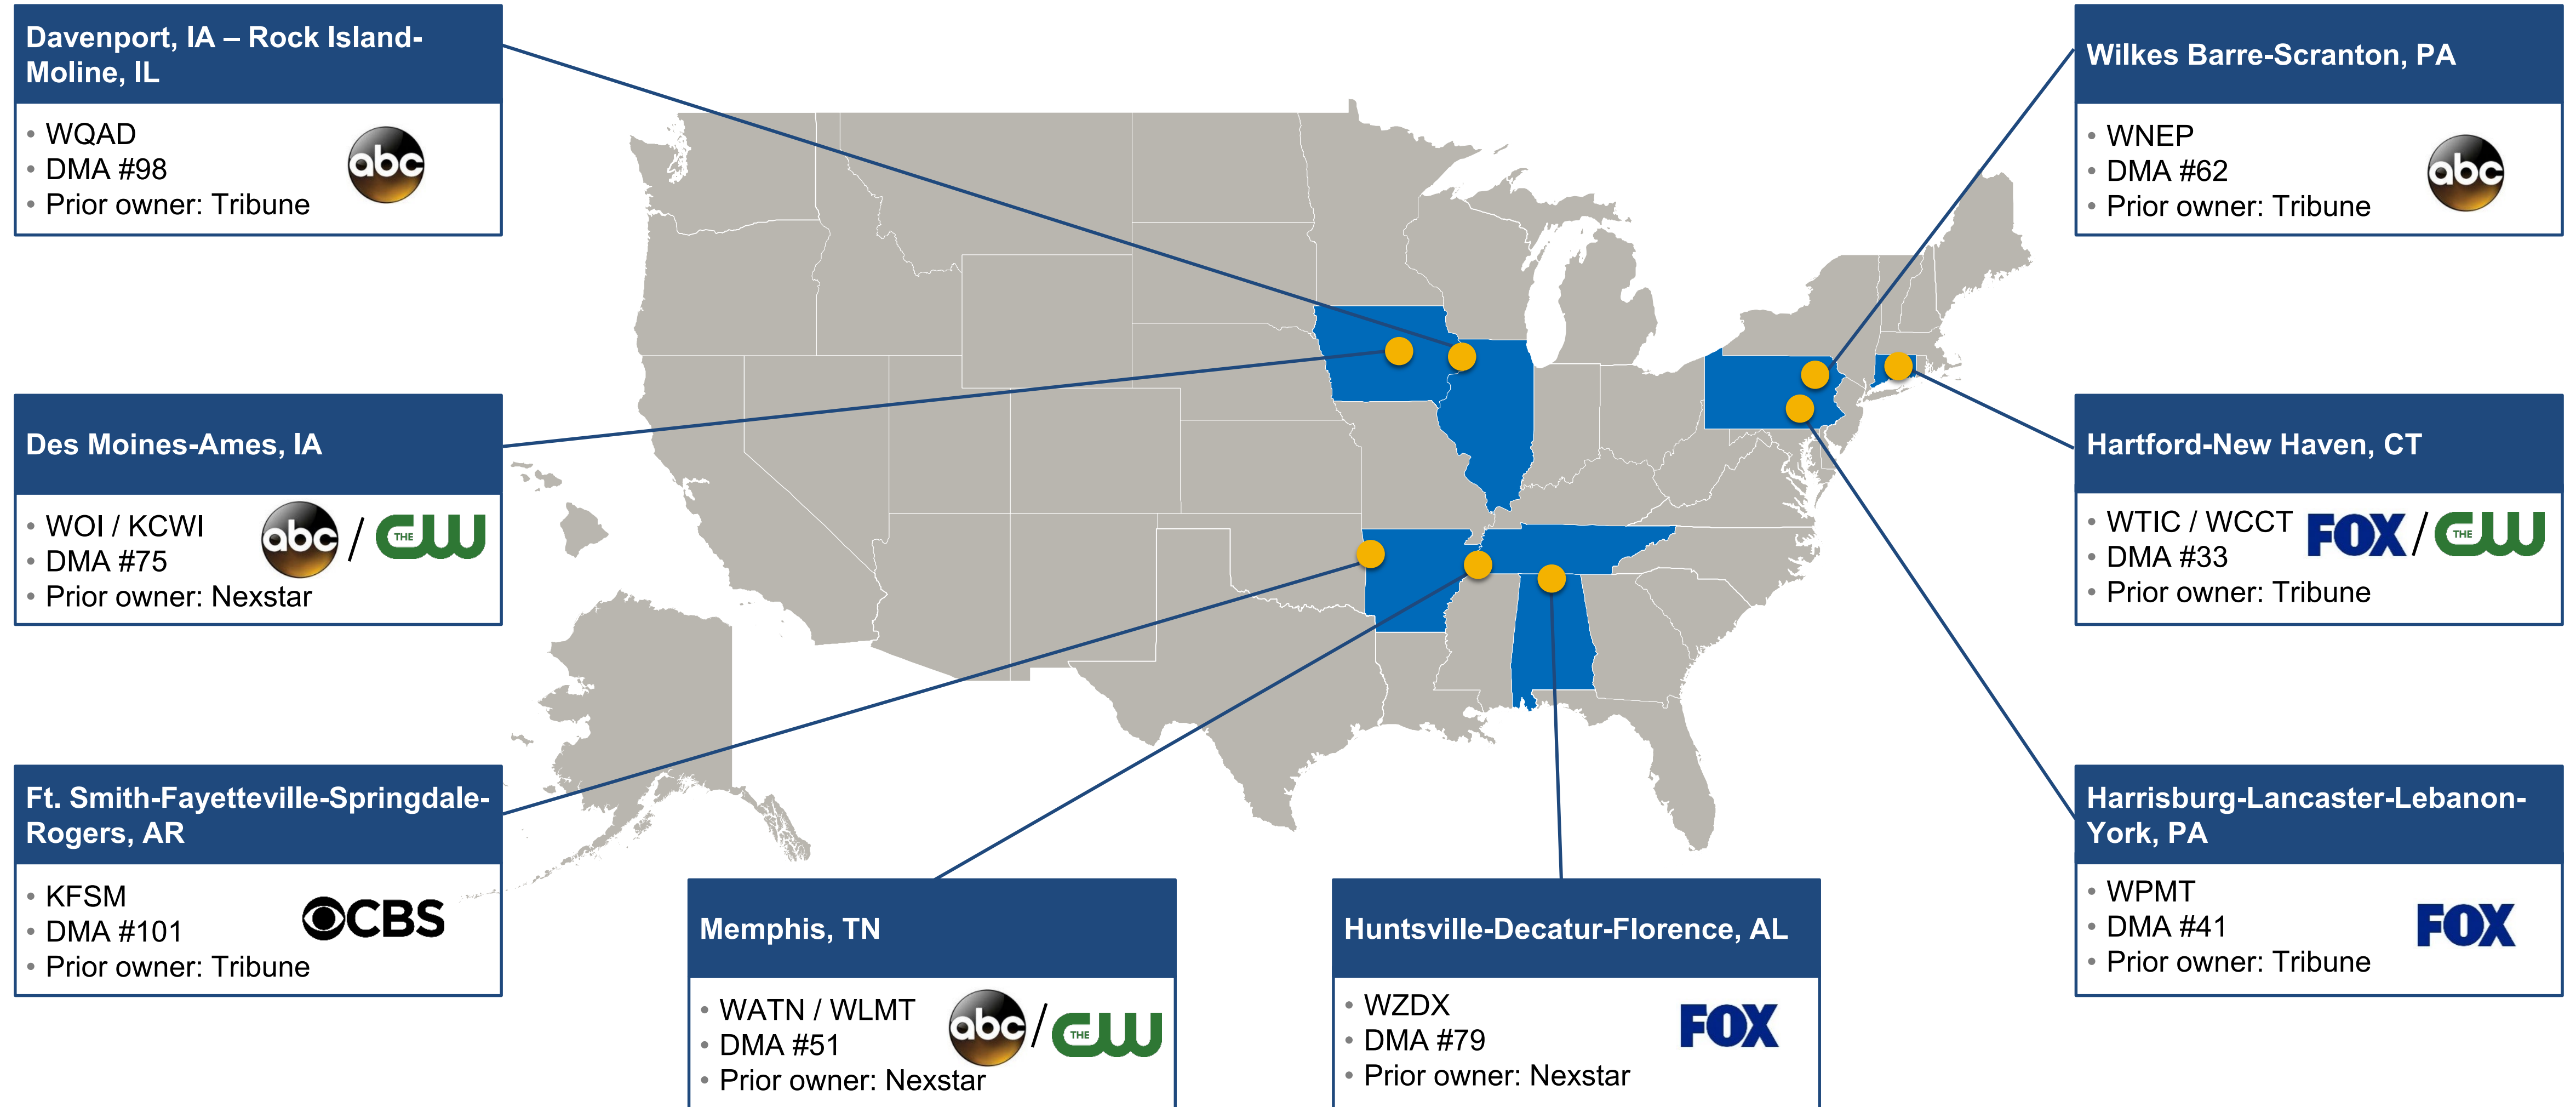 Davenport, IA – Rock Island-
Moline, IL
• WQAD
• DMA #98
• Prior owner: Tribune
abc
Wilkes Barre-Scranton, PA
• WNEP
• DMA #62
• Prior owner: Tribune
abc
Des Moines-Ames, IA
• WOI / KCWI
• DMA #75
• Prior owner: Nexstar
abc / THE CW
Hartford-New Haven, CT
• WTIC / WCCT
• DMA #33
• Prior owner: Tribune
FOX / THE CW
Ft. Smith-Fayetteville-Springdale-
Rogers, AR
• KFSM
• DMA #101
• Prior owner: Tribune
CBS
Memphis, TN
• WATN / WLMT
• DMA #51
• Prior owner: Nexstar
abc / THE CW
Huntsville-Decatur-Florence, AL
• WZDX
• DMA #79
• Prior owner: Nexstar
FOX
Harrisburg-Lancaster-Lebanon-
York, PA
• WPMT
• DMA #41
• Prior owner: Tribune
FOX